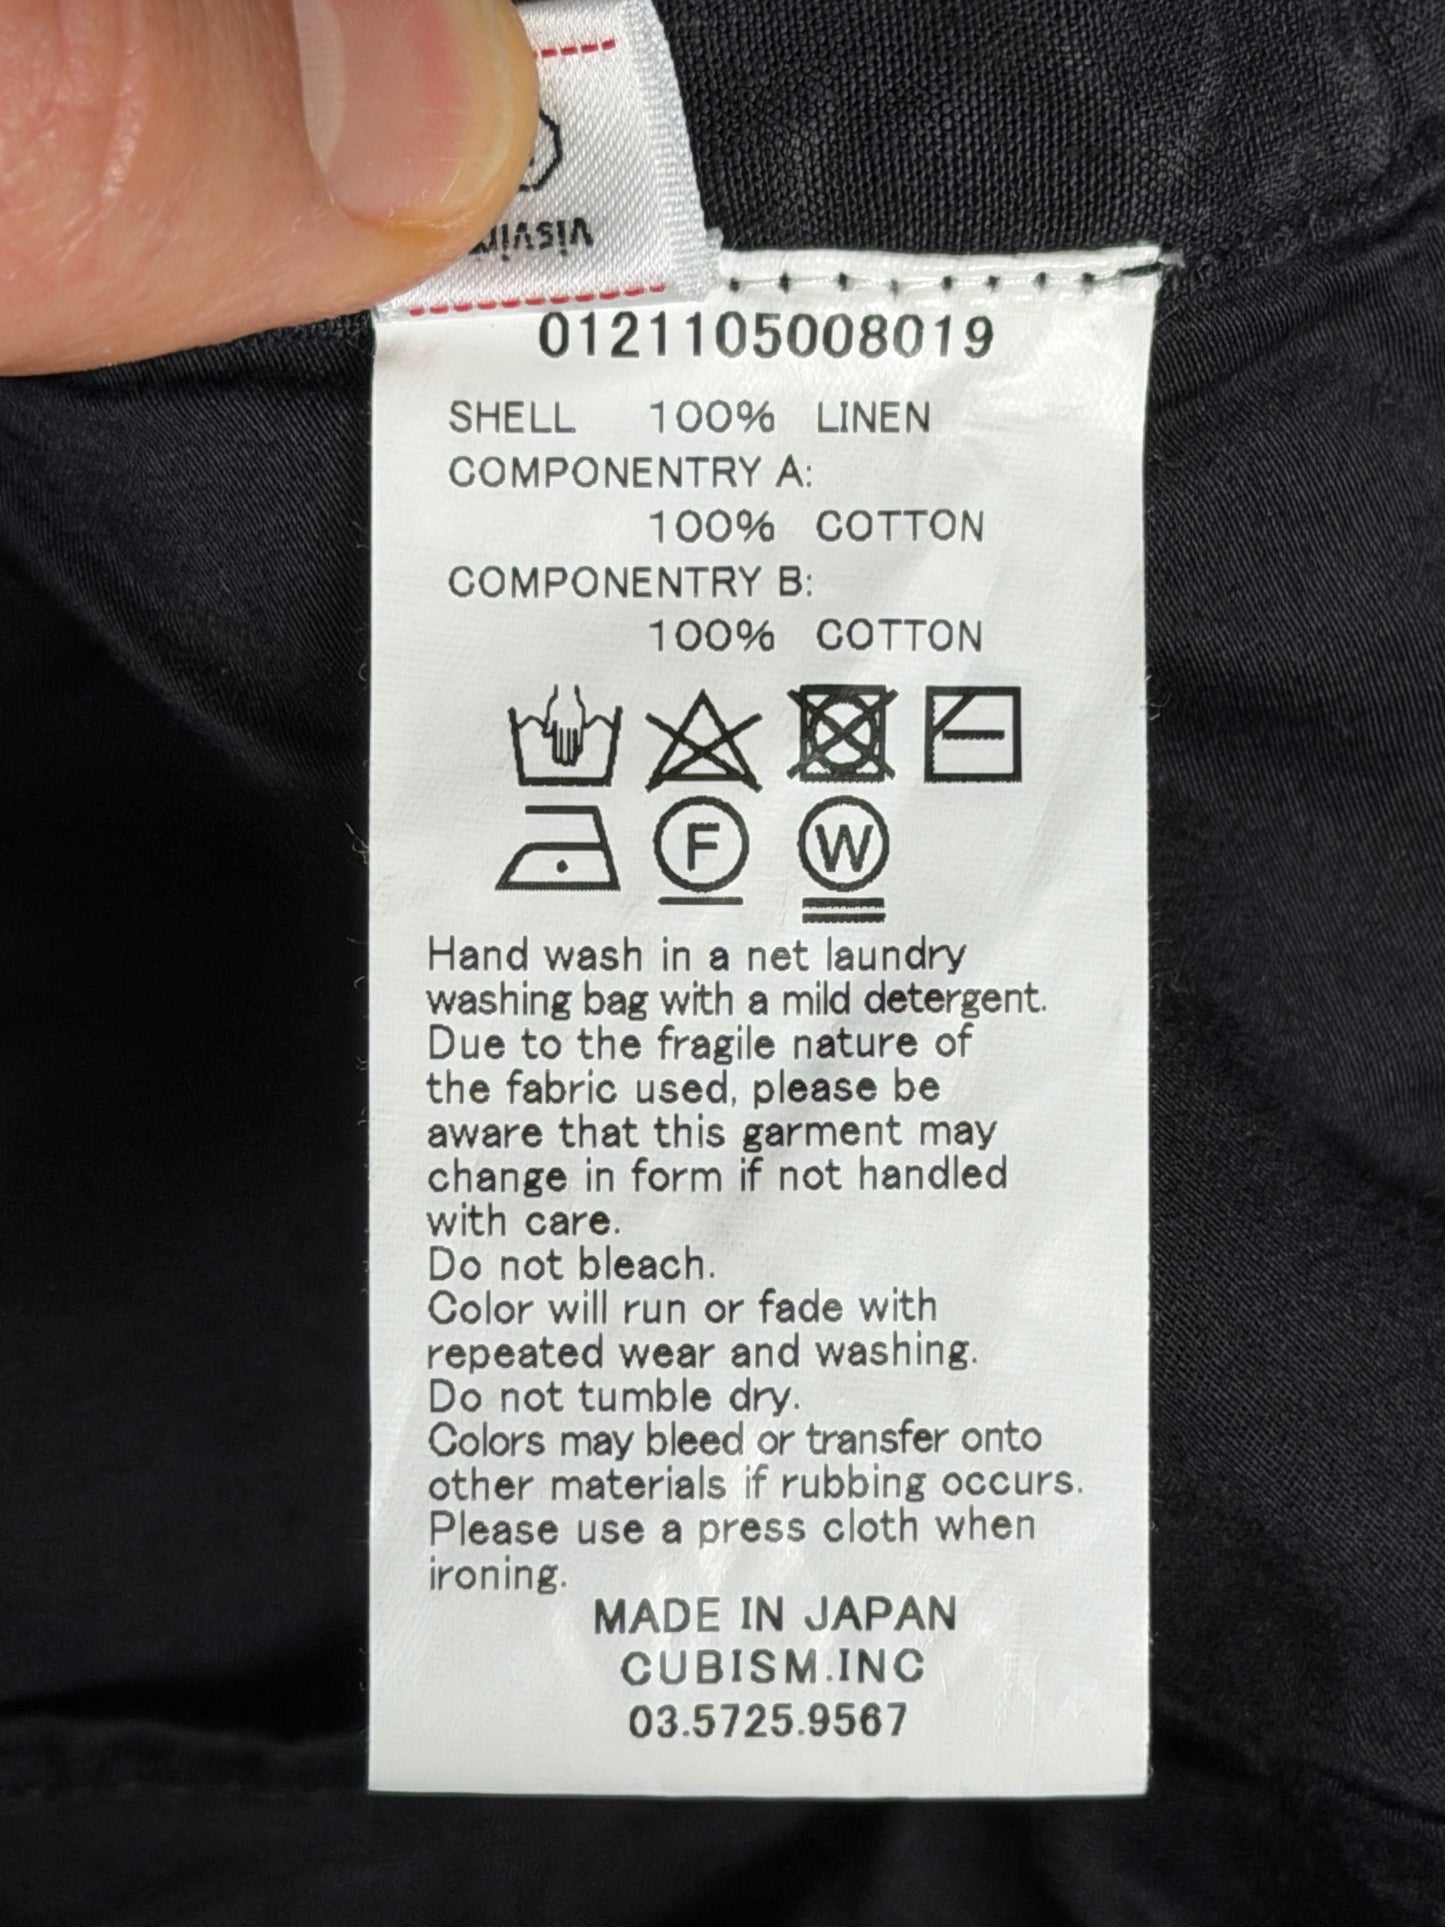 0121105008019
SHELL 100% LINEN
COMPONENTRY A:
100% COTTON
COMPONENTRY B:
100% COTTON
F W
Hand wash in a net laundry
washing bag with a mild detergent.
Due to the fragile nature of
the fabric used, please be
aware that this garment may
change in form if not handled
with care.
Do not bleach.
Color will run or fade with
repeated wear and washing.
Do not tumble dry.
Colors may bleed or transfer onto
other materials if rubbing occurs.
Please use a press cloth when
ironing.
MADE IN JAPAN
CUBISM.INC
03.5725.9567